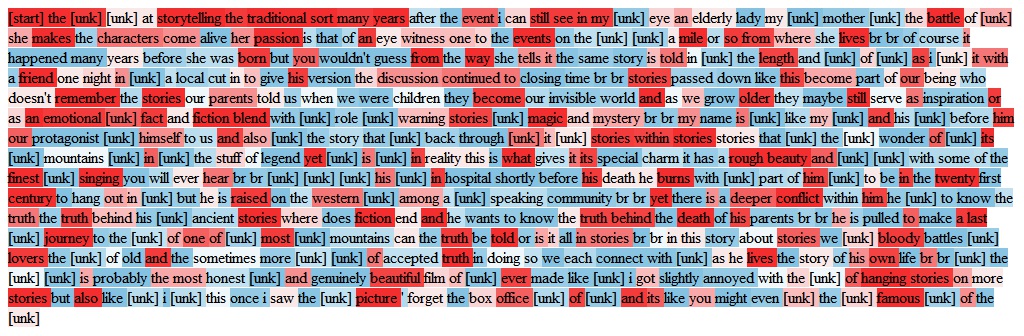 [start] the [unk] [unk] at storytelling the traditional sort many years after the event i can still see in my [unk] eye an elderly lady my [unk] mother [unk] the battle of [unk]
she makes the characters come alive her passion is that of an eye witness one to the events on the [unk] [unk] a mile or so from where she lives br br of course it
happened many years before she was born but you wouldn't guess from the way she tells it the same story is told in [unk] the length and [unk] of [unk] as i [unk] it with
a friend one night in [unk] a local cut in to give his version the discussion continued to closing time br br stories passed down like this become part of our being who
doesn't remember the stories our parents told us when we were children they become our invisible world and as we grow older they maybe still serve as inspiration or
as an emotional [unk] fact and fiction blend with [unk] role [unk] warning stories [unk] magic and mystery br br my name is [unk] like my [unk] and his [unk] before him
our protagonist [unk] himself to us and also [unk] the story that [unk] back through [unk] it [unk] stories within stories stories that [unk] the [unk] wonder of [unk] its
[unk] mountains [unk] in [unk] the stuff of legend yet [unk] is [unk] in reality this is what gives it its special charm it has a rough beauty and [unk] [unk] with some of the
finest [unk] singing you will ever hear br br [unk] [unk] [unk] his [unk] in hospital shortly before his death he burns with [unk] part of him [unk] to be in the twenty first
century to hang out in [unk] but he is raised on the western [unk] among a [unk] speaking community br br yet there is a deeper conflict within him he [unk] to know the
truth the truth behind his [unk] ancient stories where does fiction end and he wants to know the truth behind the death of his parents br br he is pulled to make a last
[unk] journey to the [unk] of one of [unk] most [unk] mountains can the truth be told or is it all in stories br br in this story about stories we [unk] bloody battles [unk]
lovers the [unk] of old and the sometimes more [unk] [unk] of accepted truth in doing so we each connect with [unk] as he lives the story of his own life br br [unk] the
[unk] [unk] is probably the most honest [unk] and genuinely beautiful film of [unk] ever made like [unk] i got slightly annoyed with the [unk] of hanging stories on more
stories but also like [unk] i [unk] this once i saw the [unk] picture ' forget the box office [unk] of [unk] and its like you might even [unk] the [unk] famous [unk] of the
[unk]